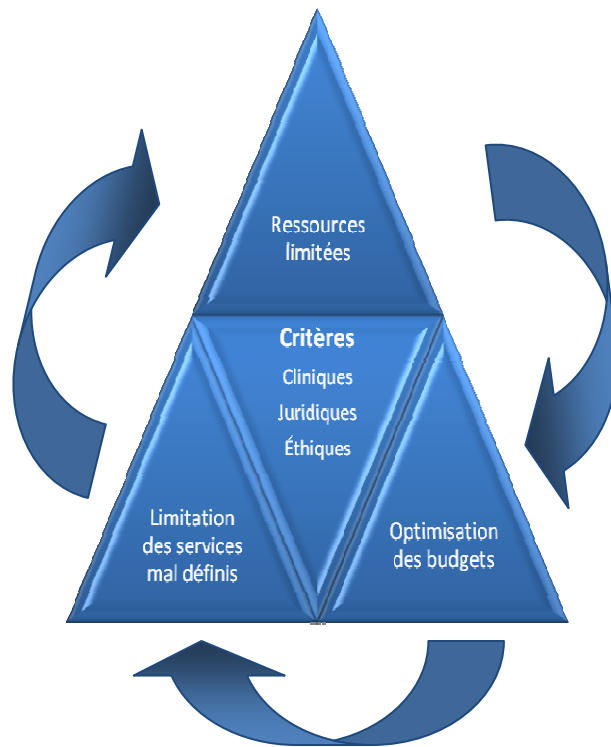 Ressources
limitées
Critères
Cliniques
Juridiques
Éthiques
Limitation
des services
mal définis
Optimisation
des budgets